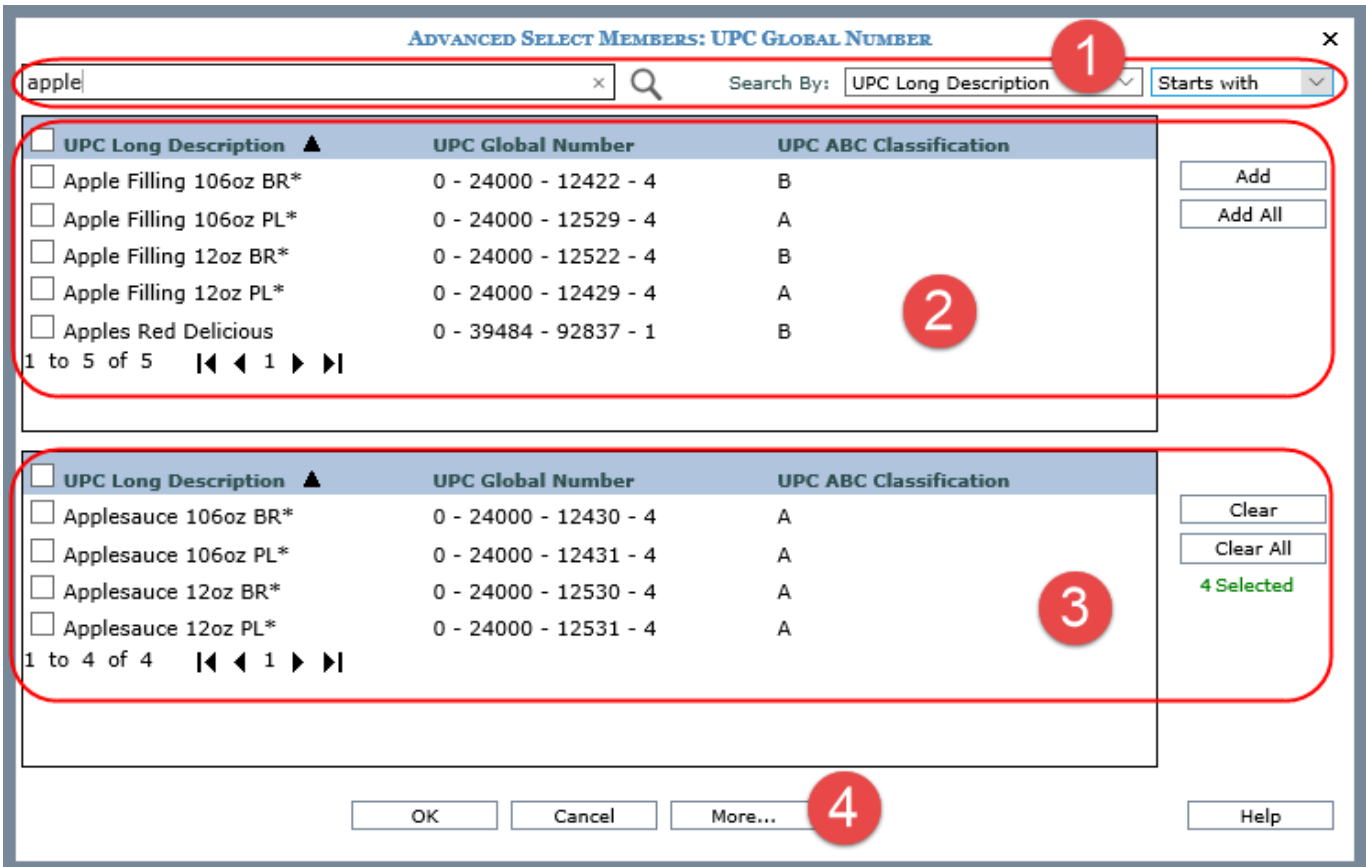 ADVANCED SELECT MEMBERS: UPC GLOBAL NUMBER
1
apple Search By: UPC Long Description Starts with
UPC Long Description UPC Global Number UPC ABC Classification
Apple Filling 106oz BR* 0 - 24000 - 12422 - 4 B Add
Apple Filling 106oz PL* 0 - 24000 - 12529 - 4 A Add All
Apple Filling 12oz BR* 0 - 24000 - 12522 - 4 B
Apple Filling 12oz PL* 0 - 24000 - 12429 - 4 A
2
Apples Red Delicious 0 - 39484 - 92837 - 1 B
1 to 5 of 5 1
UPC Long Description UPC Global Number UPC ABC Classification
Applesauce 106oz BR* 0 - 24000 - 12430 - 4 A Clear
Applesauce 106oz PL* 0 - 24000 - 12431 - 4 A Clear All
Applesauce 12oz BR* 0 - 24000 - 12530 - 4 A 4 Selected
3
Applesauce 12oz PL* 0 - 24000 - 12531 - 4 A
1 to 4 of 4 1
OK Cancel More... 4 Help